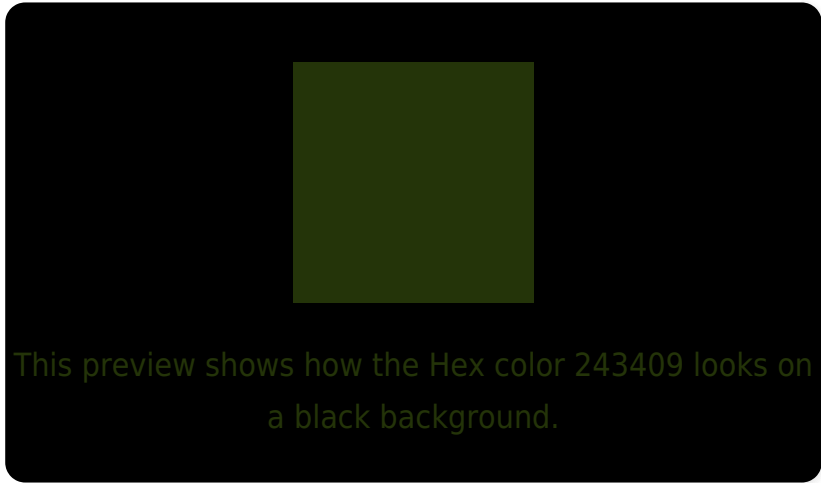 This preview shows how the Hex color 243409 looks on
a black background.